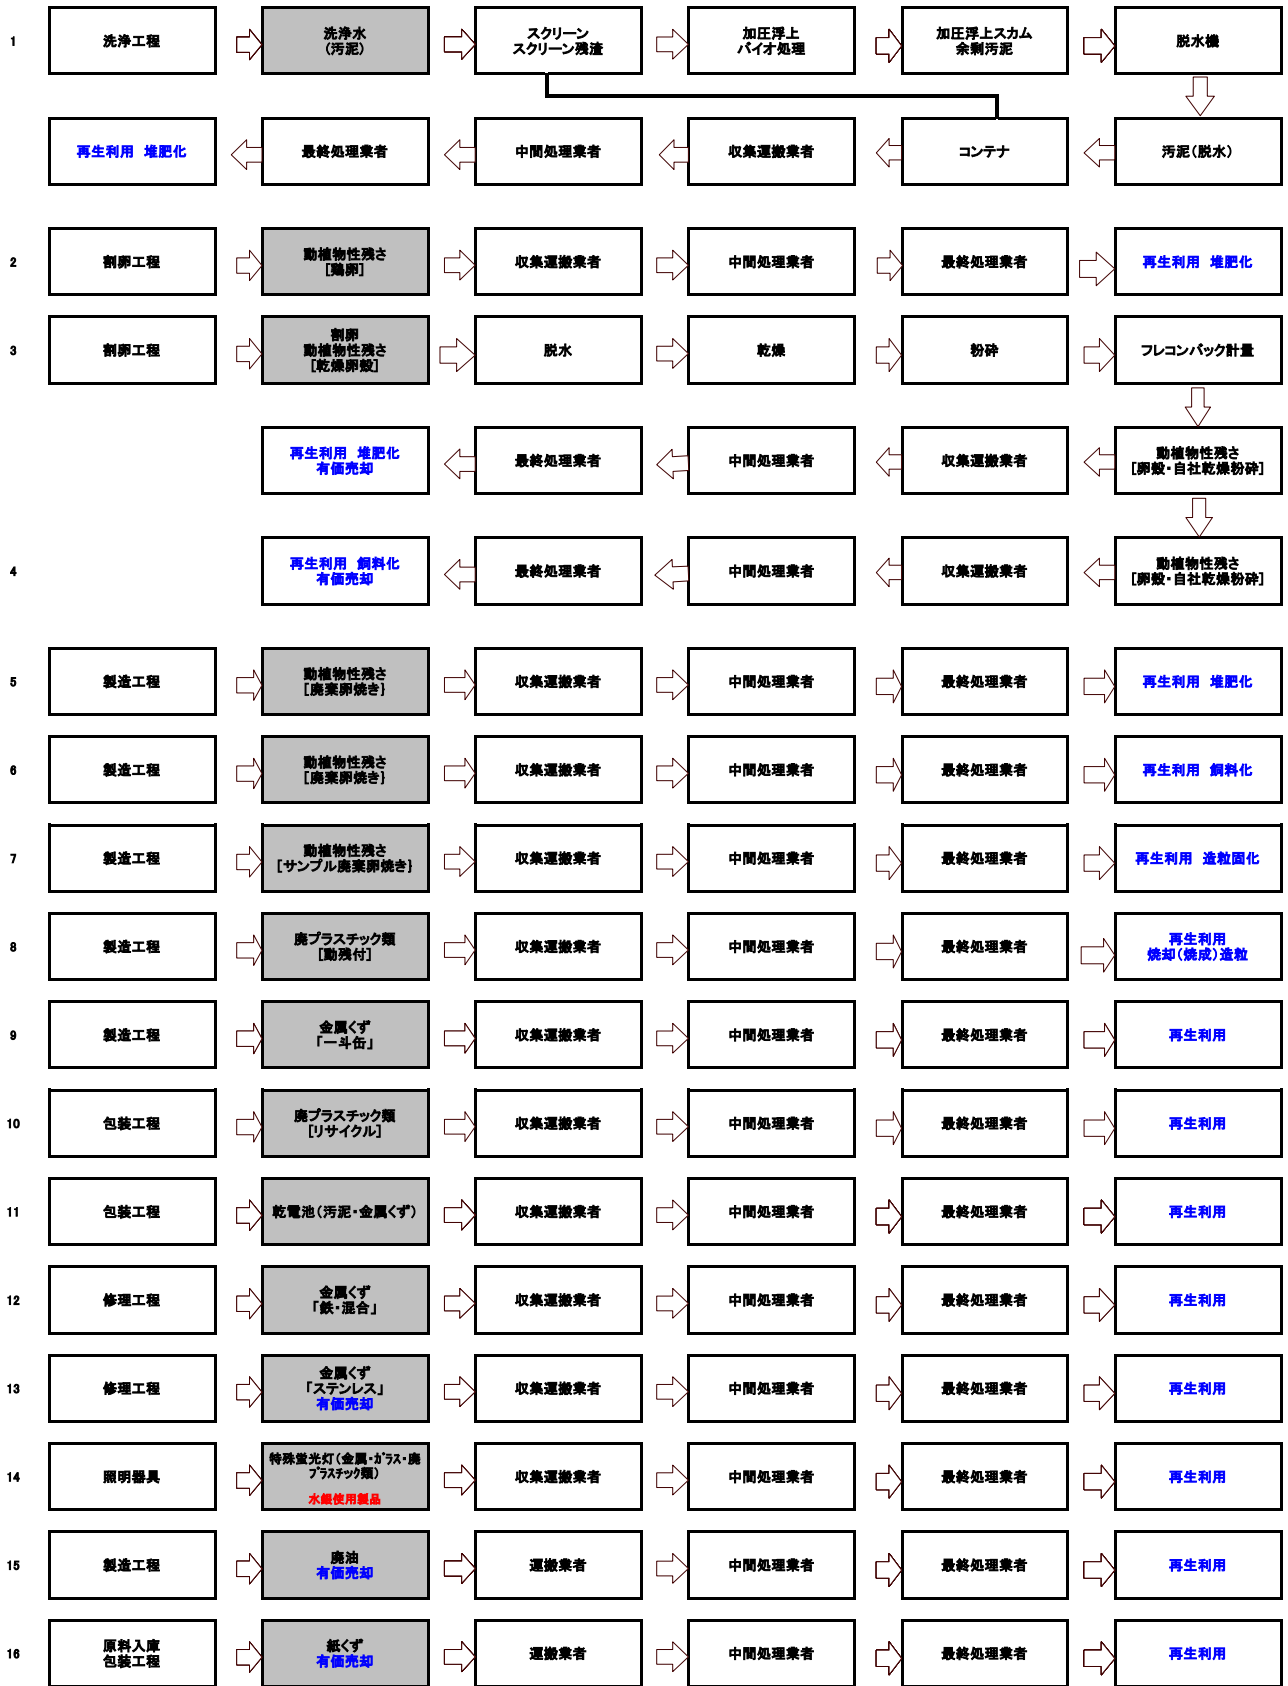 1
洗浄工程
洗浄水
(汚泥)
スクリーン
スクリーン残渣
加圧浮上
バイオ処理
加圧浮上スカム
余剰汚泥
脱水機
再生利用 堆肥化
最終処理業者
中間処理業者
収集運搬業者
コンテナ
汚泥(脱水)
2
割卵工程
動植物性残さ
[鶏卵]
収集運搬業者
中間処理業者
最終処理業者
再生利用 堆肥化
3
割卵工程
割卵
動植物性残さ
[乾燥卵殻]
脱水
乾燥
粉砕
フレコンバック計量
再生利用 堆肥化
有価売却
最終処理業者
中間処理業者
収集運搬業者
動植物性残さ
[卵殻・自社乾燥粉砕]
4
再生利用 飼料化
有価売却
最終処理業者
中間処理業者
収集運搬業者
動植物性残さ
[卵殻・自社乾燥粉砕]
5
製造工程
動植物性残さ
[廃棄卵焼き}
収集運搬業者
中間処理業者
最終処理業者
再生利用 堆肥化
6
製造工程
動植物性残さ
[廃棄卵焼き}
収集運搬業者
中間処理業者
最終処理業者
再生利用 飼料化
7
製造工程
動植物性残さ
[サンプル廃棄卵焼き}
収集運搬業者
中間処理業者
最終処理業者
再生利用 造粒固化
8
製造工程
廃プラスチック類
[動残付]
収集運搬業者
中間処理業者
最終処理業者
再生利用
焼却(焼成)造粒
9
製造工程
金属くず
「一斗缶」
収集運搬業者
中間処理業者
最終処理業者
再生利用
10
包装工程
廃プラスチック類
[リサイクル]
収集運搬業者
中間処理業者
最終処理業者
再生利用
11
包装工程
乾電池(汚泥・金属くず)
収集運搬業者
中間処理業者
最終処理業者
再生利用
12
修理工程
金属くず
「鉄・混合」
収集運搬業者
中間処理業者
最終処理業者
再生利用
13
修理工程
金属くず
「ステンレス」
有価売却
収集運搬業者
中間処理業者
最終処理業者
再生利用
14
照明器具
特殊蛍光灯(金属・ガラス・廃
プラスチック類)
水銀使用製品
収集運搬業者
中間処理業者
最終処理業者
再生利用
15
製造工程
廃油
有価売却
運搬業者
中間処理業者
最終処理業者
再生利用
16
原料入庫
包装工程
紙くず
有価売却
運搬業者
中間処理業者
最終処理業者
再生利用